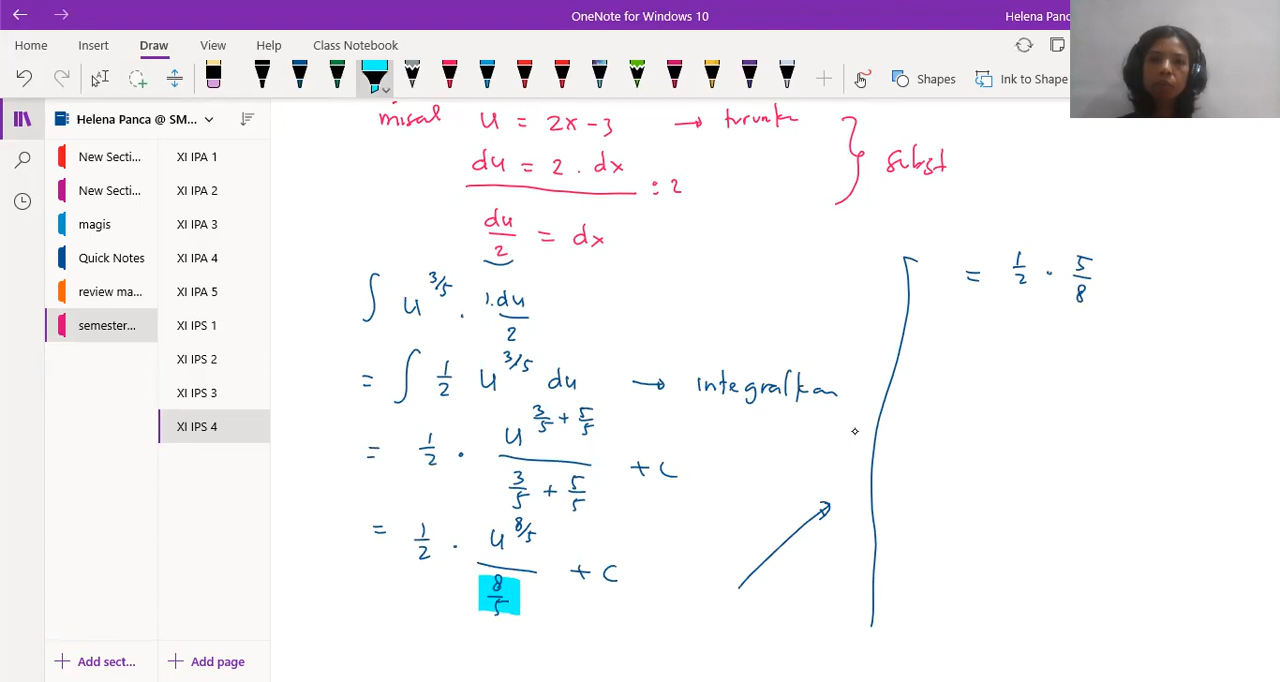 OneNote for Windows 10
Helena Panca
Home Insert Draw View Help Class Notebook
Shapes Ink to Shape
Helena Panca @ SM...
New Secti...
New Secti...
magis
Quick Notes
review ma...
semester...
XI IPA 1
XI IPA 2
XI IPA 3
XI IPA 4
XI IPA 5
XI IPS 1
XI IPS 2
XI IPS 3
XI IPS 4
+ Add sect...
+ Add page
misal u = 2x - 3 →
du = 2 . dx : 2
du/2 = dx
} subst
∫ u^3/5 . 1.du/2
= ∫ 1/2 u^3/5 du → integralkan
= 1/2 . u^(3/5 + 5/5) / (3/5 + 5/5) + C
= 1/2 . u^8/5 / (8/5) + C
= 1/2 . 5/8